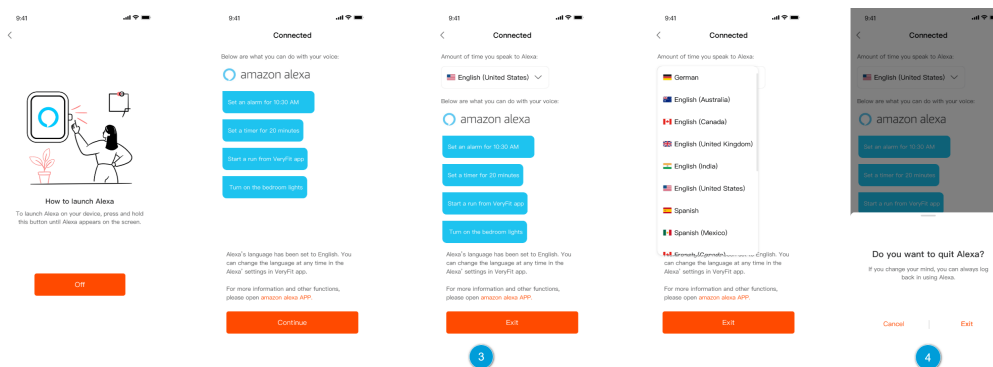 9:41
How to launch Alexa
To launch Alexa on your device, press and hold
this button until Alexa appears on the screen.
Off
9:41
Connected
Below are what you can do with your voice:
amazon alexa
Set an alarm for 10:30 AM
Set a timer for 20 minutes
Start a run from VeryFit app
Turn on the bedroom lights
Alexa's language has been set to English. You
can change the language at any time in the
Alexa' settings in VeryFit app.
For more information and other functions,
please open amazon alexa APP.
Continue
9:41
Connected
Amount of time you speak to Alexa:
English (United States)
Below are what you can do with your voice:
amazon alexa
Set an alarm for 10:30 AM
Set a timer for 20 minutes
Start a run from VeryFit app
Turn on the bedroom lights
Alexa's language has been set to English. You
can change the language at any time in the
Alexa' settings in VeryFit app.
For more information and other functions,
please open amazon alexa APP.
Exit
3
9:41
Connected
Amount of time you speak to Alexa:
German
English (Australia)
English (Canada)
English (United Kingdom)
English (India)
English (United States)
Spanish
Spanish (Mexico)
English. You
can change the language at any time in the
Alexa' settings in VeryFit app.
For more information and other functions,
please open amazon alexa APP.
Exit
9:41
Connected
Amount of time you speak to Alexa:
English (United States)
Below are what you can do with your voice:
amazon alexa
Set an alarm for 10:30 AM
Set a timer for 20 minutes
Start a run from VeryFit app
Do you want to quit Alexa?
If you change your mind, you can always log
back in using Alexa.
Cancel
Exit
4